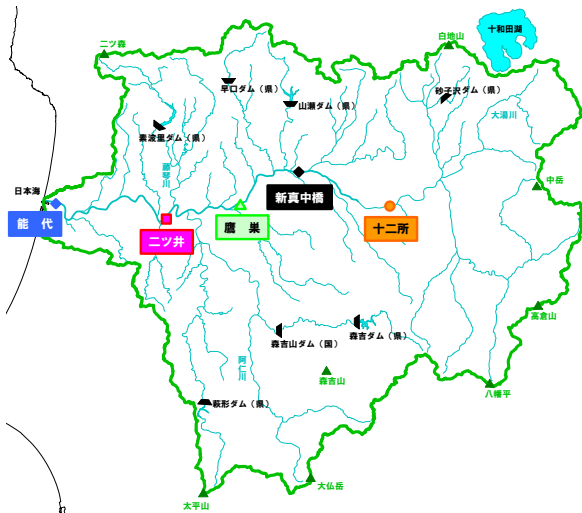 十和田湖
白地山
二ツ森
早口ダム（県）
山瀬ダム（県）
砂子沢ダム（県）
大湯川
素波里ダム（県）
藤琴川
中岳
日本海
新真中橋
能 代
二ツ井
鷹 巣
十二所
高倉山
森吉山ダム（国）
森吉ダム（県）
阿仁川
森吉山
八幡平
萩形ダム（県）
大仏岳
太平山